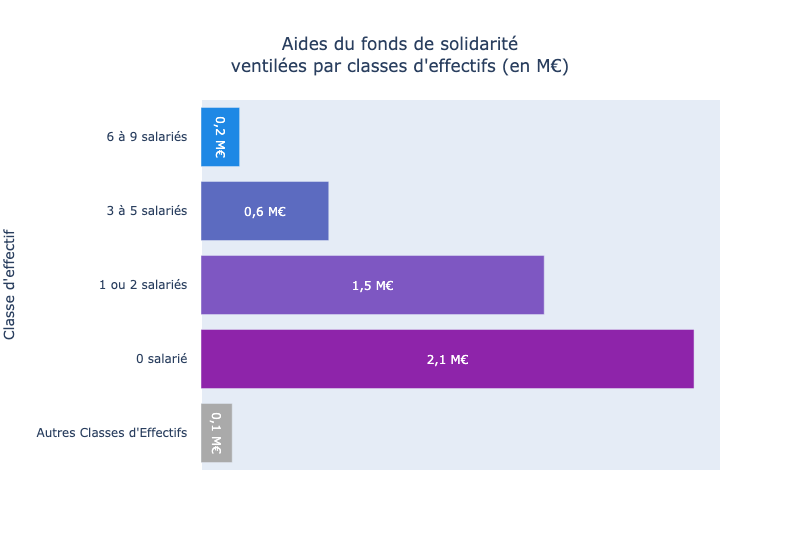 Aides du fonds de solidarité
ventilées par classes d'effectifs (en M€)
Classe d'effectif
6 à 9 salariés
0,2 M€
3 à 5 salariés
0,6 M€
1 ou 2 salariés
1,5 M€
0 salarié
2,1 M€
Autres Classes d'Effectifs
0,1 M€